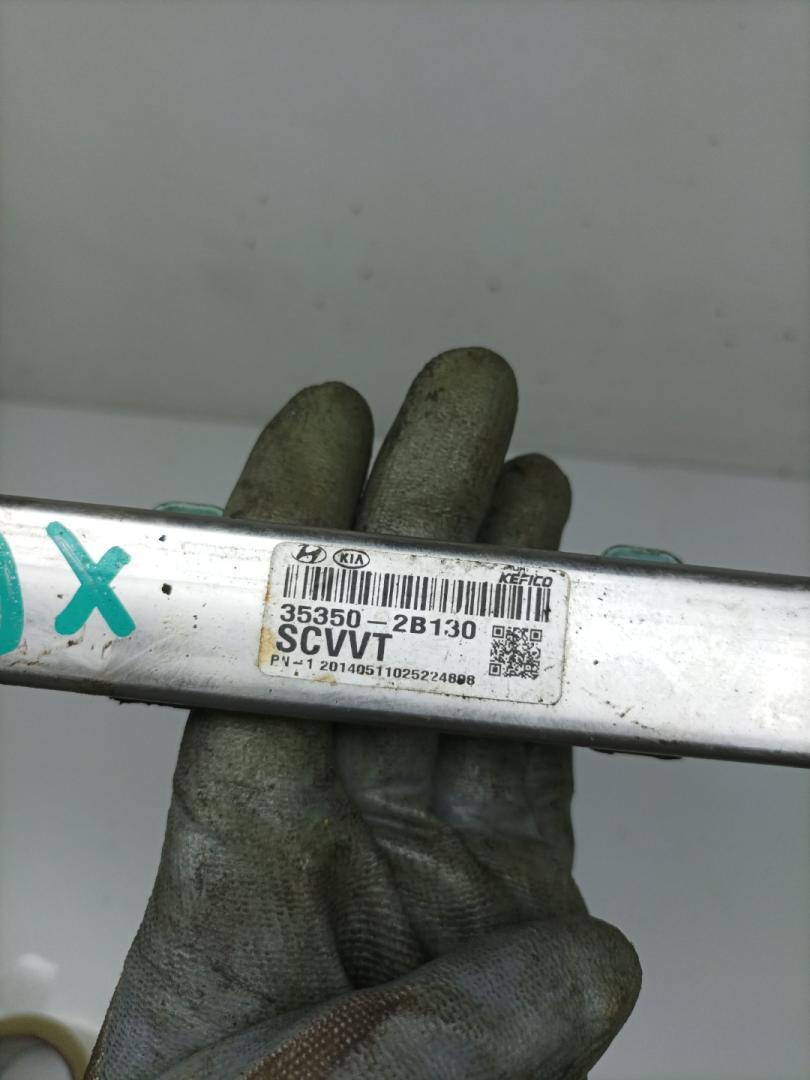 X
KIA
KEFICO
35350-2B130
SCVVT
PN-1 20140511025224898